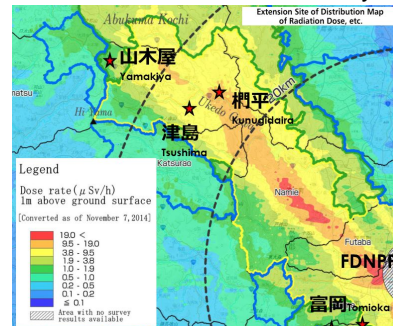 Extension Site of Distribution Map
of Radiation Dose, etc.
Abukuma Kochi
山木屋
Yamakiya
椚平
Kunugidaira
20km
津島
Tsushima
Katsurao
Namie
Futaba
FDNPP
富岡
Tomioka
Legend
Dose rate(μSv/h)
1m above ground surface
[Converted as of November 7,2014]
19.0 <
9.5 - 19.0
3.8 - 9.5
1.9 - 3.8
1.0 - 1.9
0.5 - 1.0
0.2 - 0.5
0.1 - 0.2
≦ 0.1
Area with no survey
results available